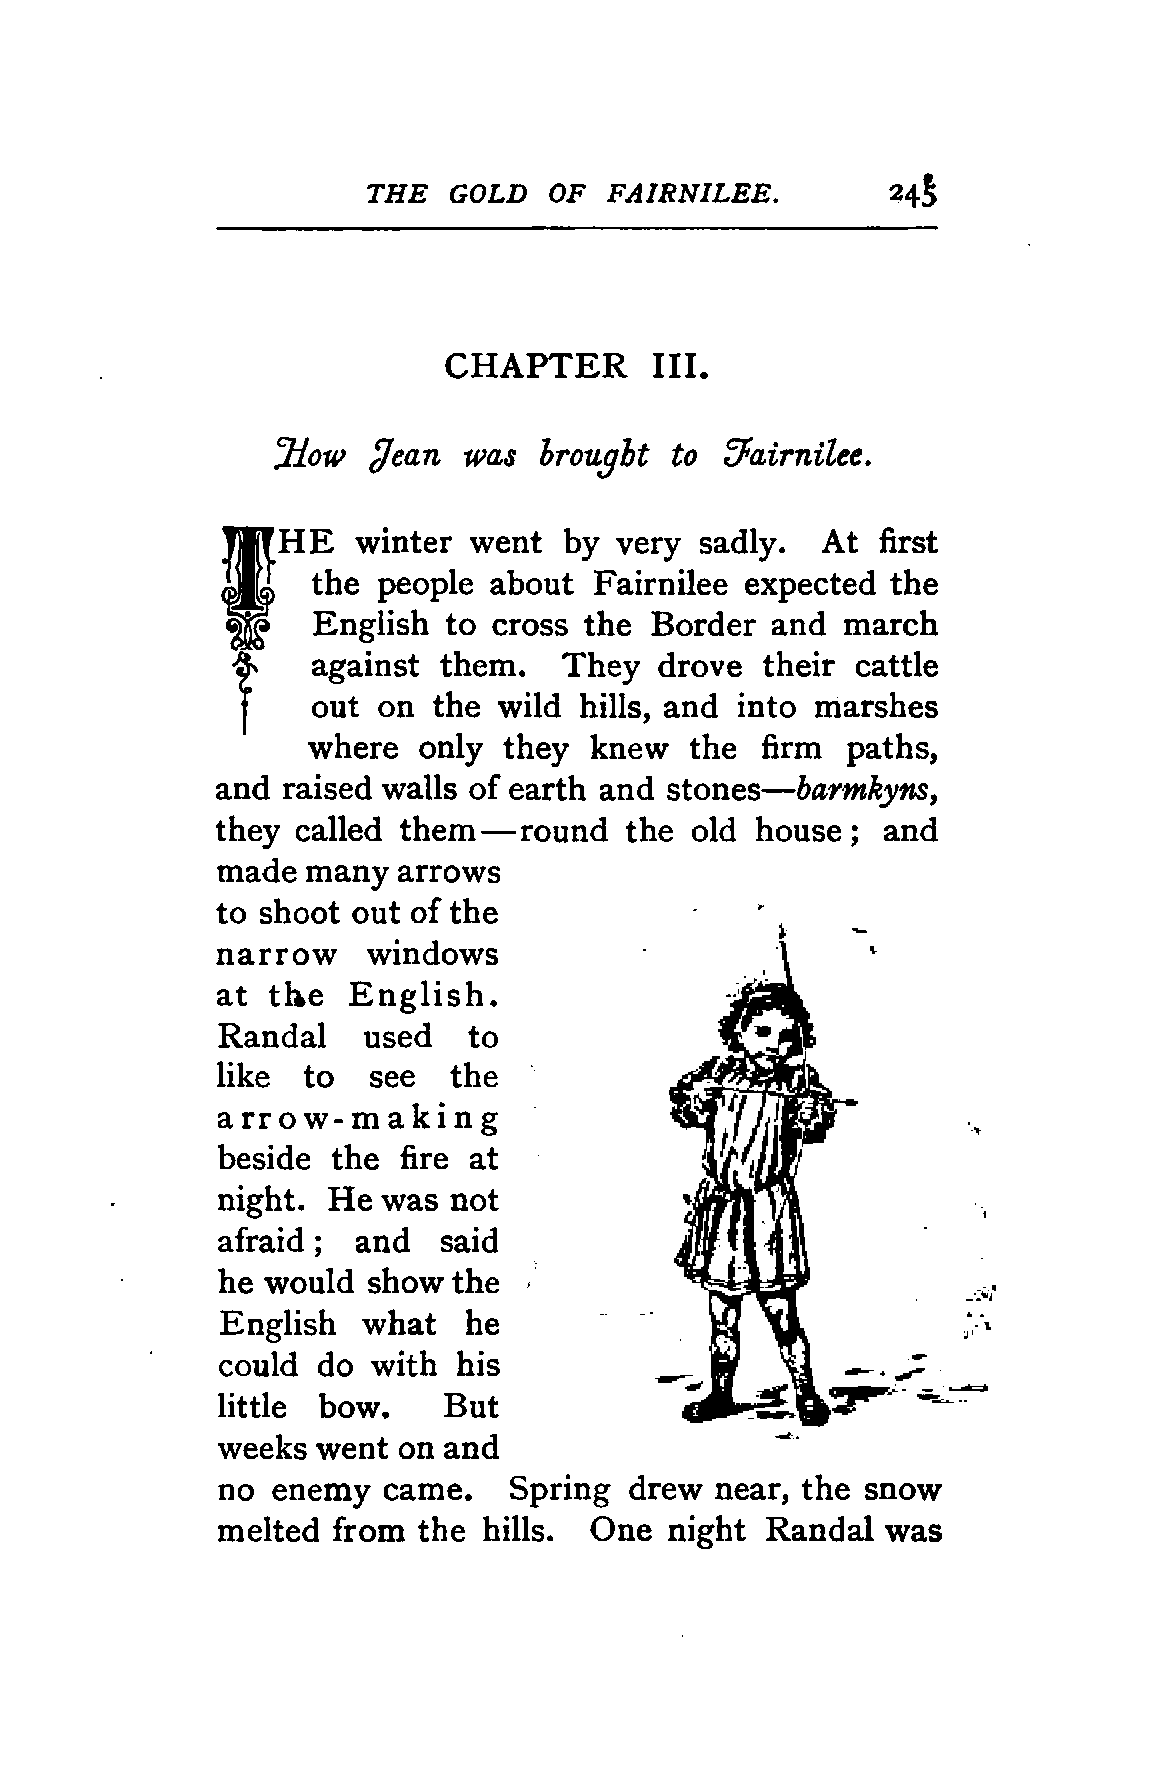 THE GOLD OF FAIRNILEE. 245
CHAPTER III.
How Jean was brought to Fairnilee.
THE winter went by very sadly. At first
the people about Fairnilee expected the
English to cross the Border and march
against them. They drove their cattle
out on the wild hills, and into marshes
where only they knew the firm paths,
and raised walls of earth and stones—barmkyns,
they called them—round the old house; and
made many arrows
to shoot out of the
narrow windows
at the English.
Randal used to
like to see the
arrow-making
beside the fire at
night. He was not
afraid; and said
he would show the
English what he
could do with his
little bow. But
weeks went on and
no enemy came. Spring drew near, the snow
melted from the hills. One night Randal was